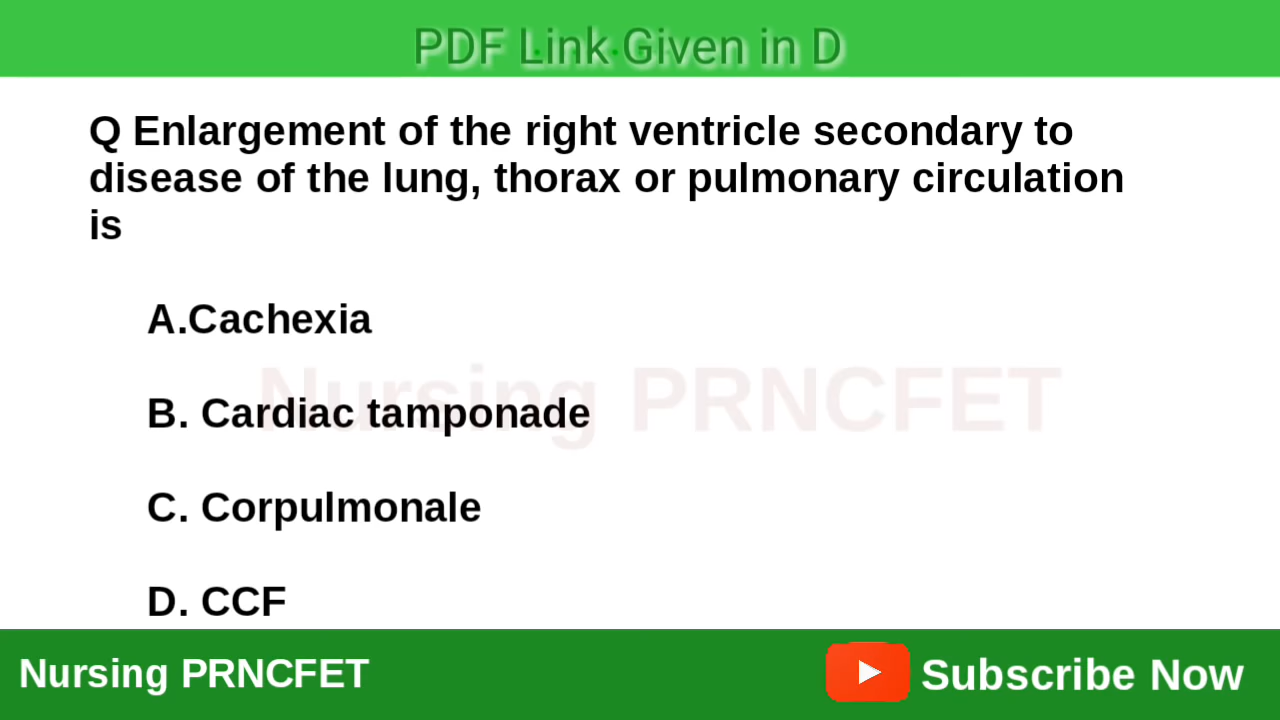 PDF Link Given in D
Q Enlargement of the right ventricle secondary to
disease of the lung, thorax or pulmonary circulation
is
A.Cachexia
Nursing PRNCFET
B. Cardiac tamponade
C. Corpulmonale
D. CCF
Nursing PRNCFET
Subscribe Now